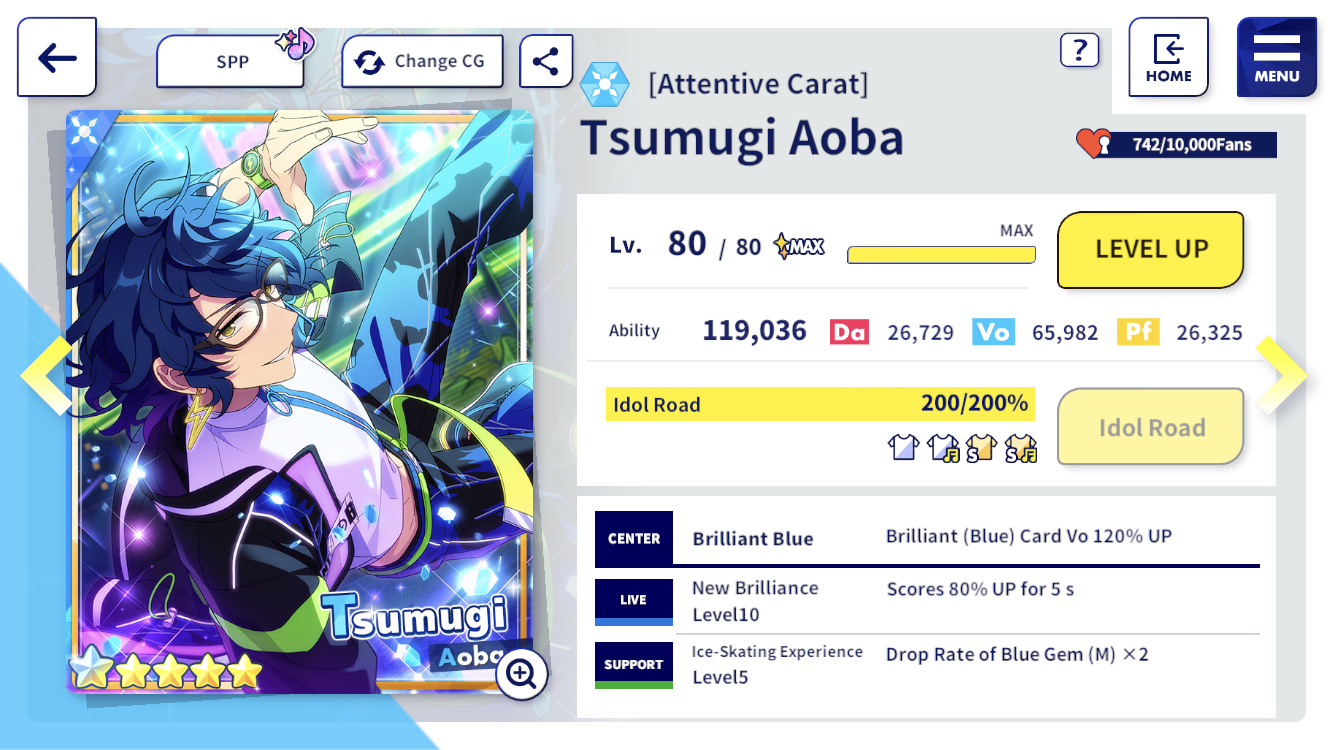 SPP
Change CG
?
HOME
MENU
[Attentive Carat]
Tsumugi Aoba
742/10,000Fans
Lv. 80 / 80 MAX
MAX
LEVEL UP
Ability 119,036 Da 26,729 Vo 65,982 Pf 26,325
Idol Road 200/200%
S
S
Idol Road
Tsumugi
Aoba
CENTER Brilliant Blue Brilliant (Blue) Card Vo 120% UP
LIVE New Brilliance Scores 80% UP for 5 s
Level10
SUPPORT Ice-Skating Experience Drop Rate of Blue Gem (M) ×2
Level5